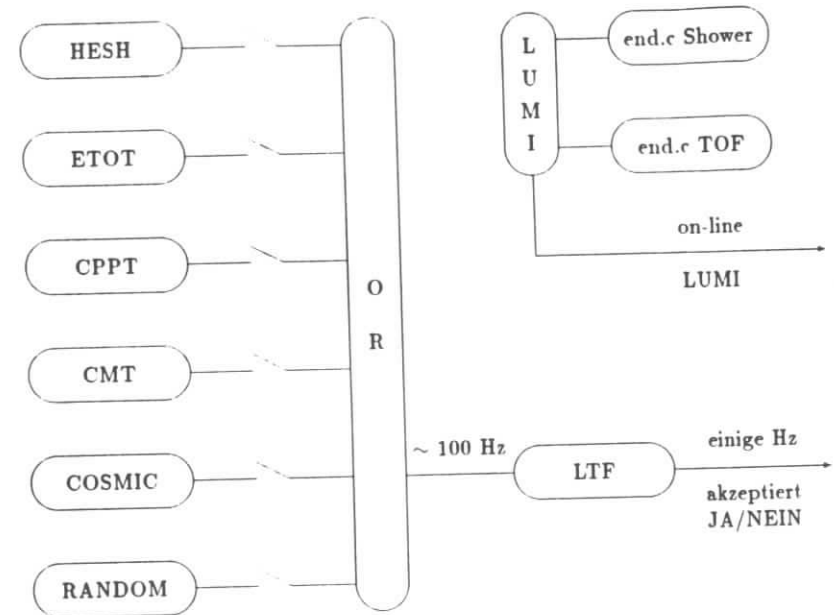 HESH
ETOT
CPPT
CMT
COSMIC
RANDOM
O
R
L
U
M
I
end.c Shower
end.c TOF
on-line
LUMI
~ 100 Hz
LTF
einige Hz
akzeptiert
JA/NEIN